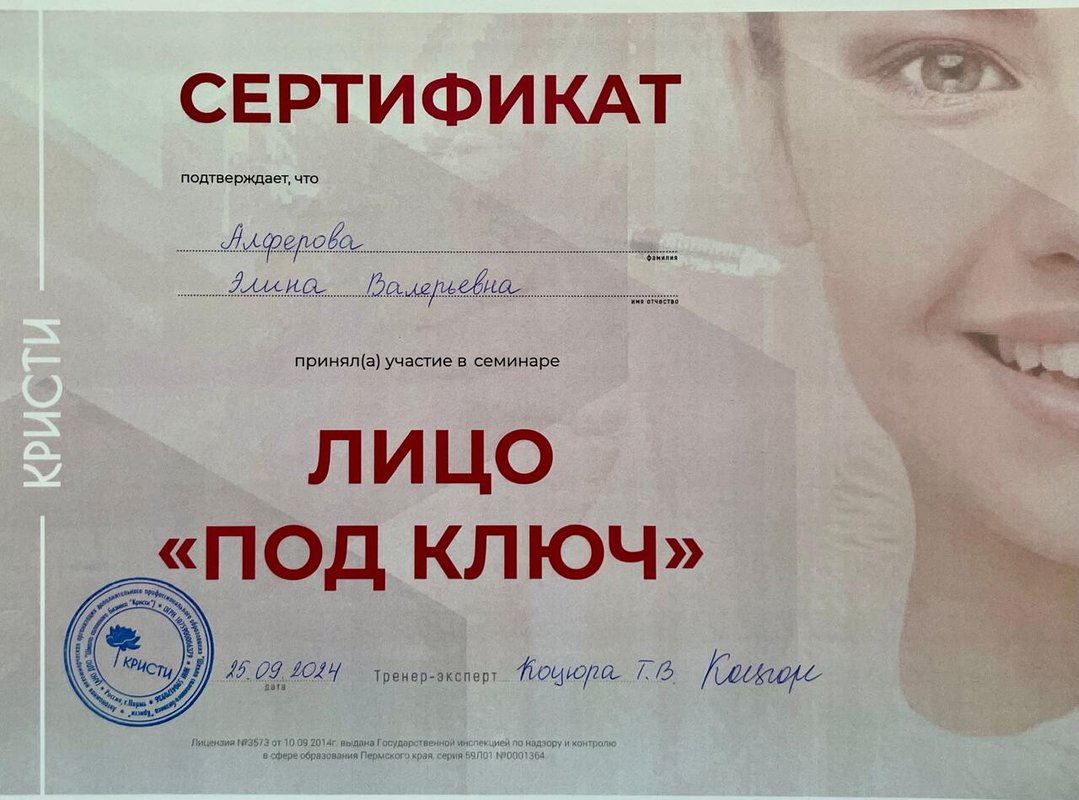 СЕРТИФИКАТ
подтверждает, что
Алферова
фамилия
Элина Валерьевна
имя отчество
принял(а) участие в семинаре
ЛИЦО
«ПОД КЛЮЧ»
КРИСТИ
КРИСТИ
25.09.2024 Тренер-эксперт Коцюра Т.В.
дата
Лицензия №3573 от 10.09.2014г. выдана Государственной инспекцией по надзору и контролю
в сфере образования Пермского края, серия 59Л01 №0001364